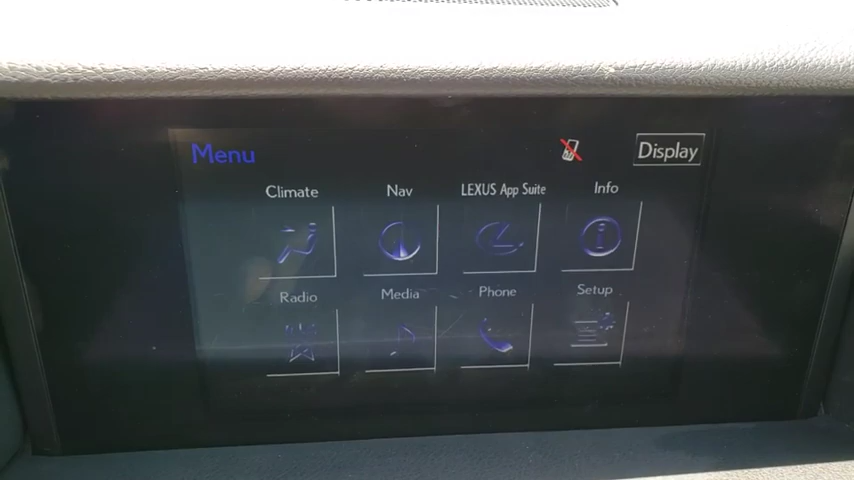 Menu
Display
Climate
Nav
LEXUS App Suite
Info
Radio
Media
Phone
Setup